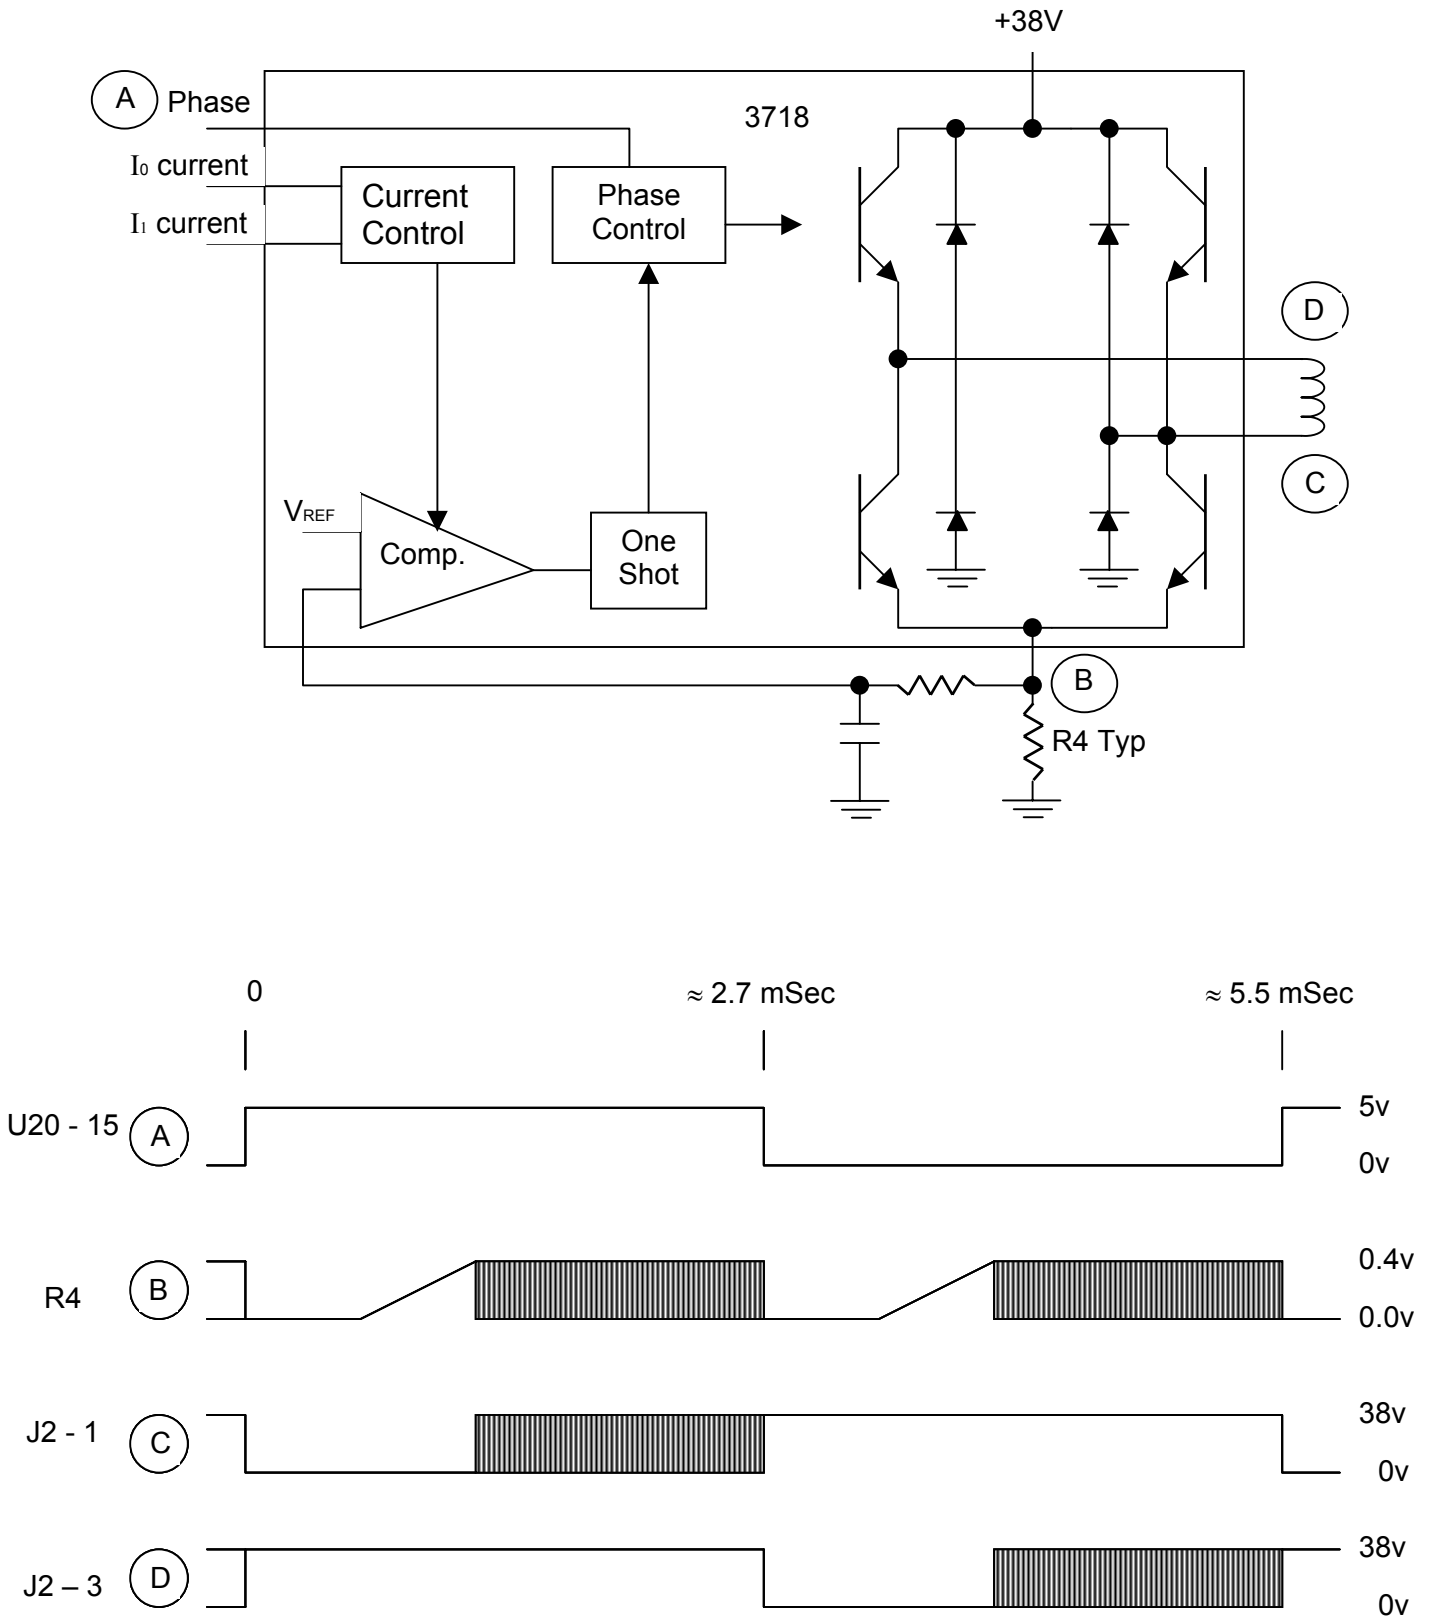 +38V
A Phase
3718
I0 current
I1 current
Current
Control
Phase
Control
D
C
VREF
Comp.
One
Shot
B
R4 Typ
0
≈ 2.7 mSec
≈ 5.5 mSec
U20 - 15 A
5v
0v
R4 B
0.4v
0.0v
J2 - 1 C
38v
0v
J2 – 3 D
38v
0v